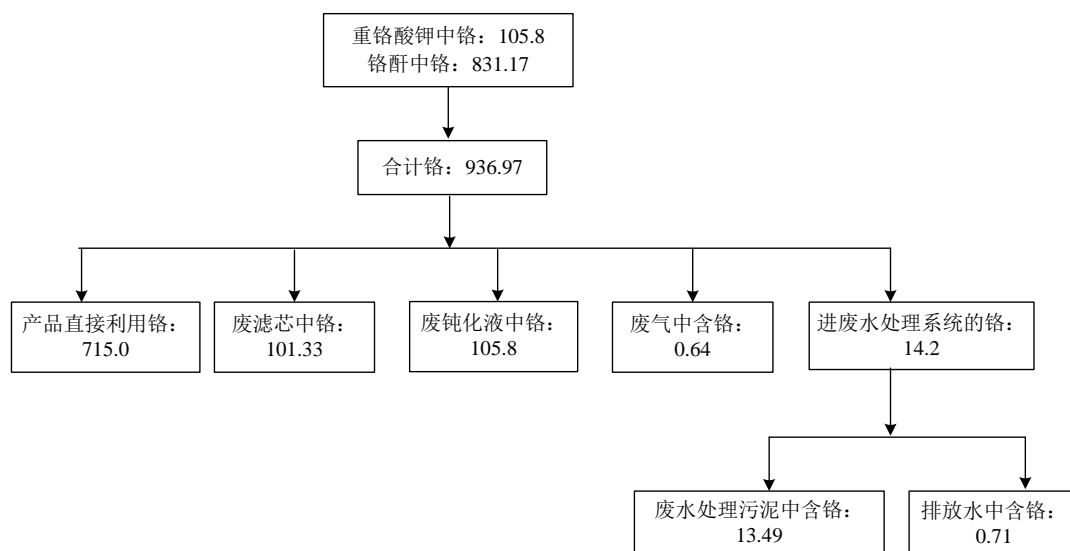 重铬酸钾中铬：105.8
铬酐中铬：831.17
合计铬：936.97
产品直接利用铬：
715.0
废滤芯中铬：
101.33
废钝化液中铬：
105.8
废气中含铬：
0.64
进废水处理系统的铬：
14.2
废水处理污泥中含铬：
13.49
排放水中含铬：
0.71